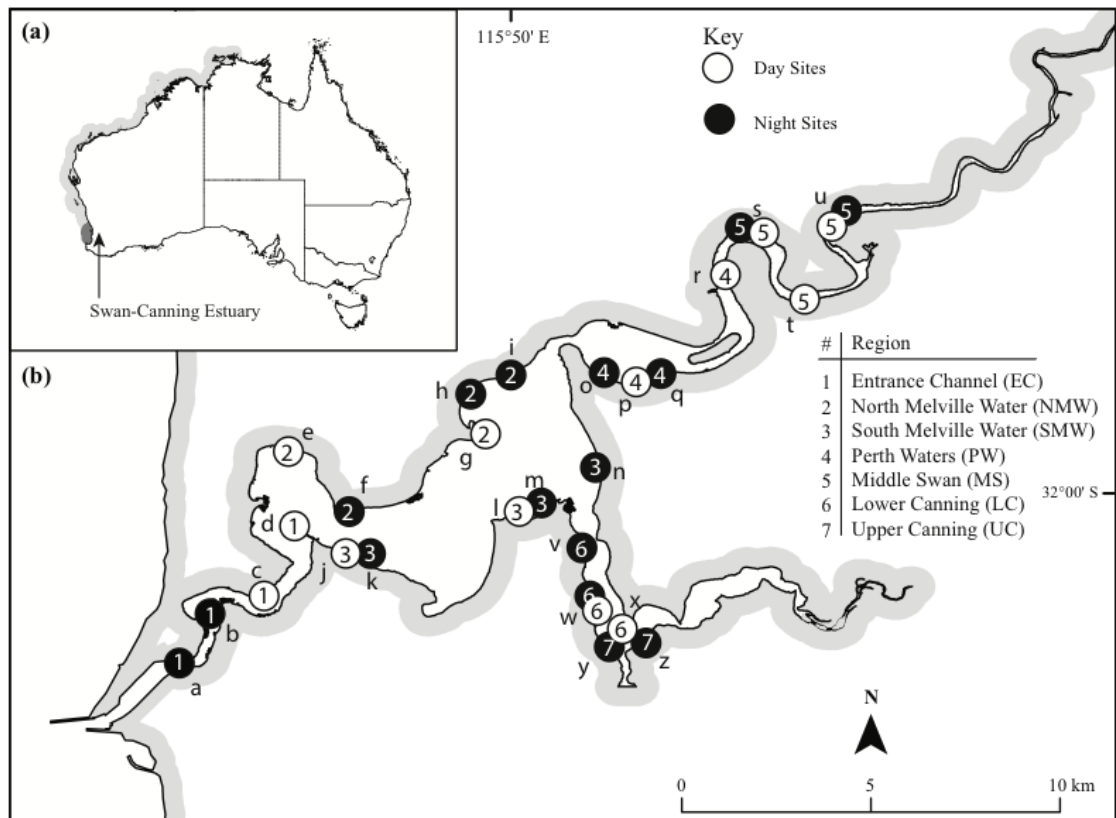 (a)
115°50' E
Key
Day Sites
Night Sites
Swan-Canning Estuary
(b)
u
5
5
s
5
5
r
4
t
5
# Region
1 Entrance Channel (EC)
2 North Melville Water (NMW)
3 South Melville Water (SMW)
4 Perth Waters (PW)
5 Middle Swan (MS)
6 Lower Canning (LC)
7 Upper Canning (UC)
i
2
h
2
o
4
p
4
q
4
g
2
e
2
f
2
n
3
m
3
l
3
32°00' S
d
1
j
3
k
3
v
6
c
1
b
1
w
6
6
x
6
a
1
y
7
z
7
N
0
5
10 km